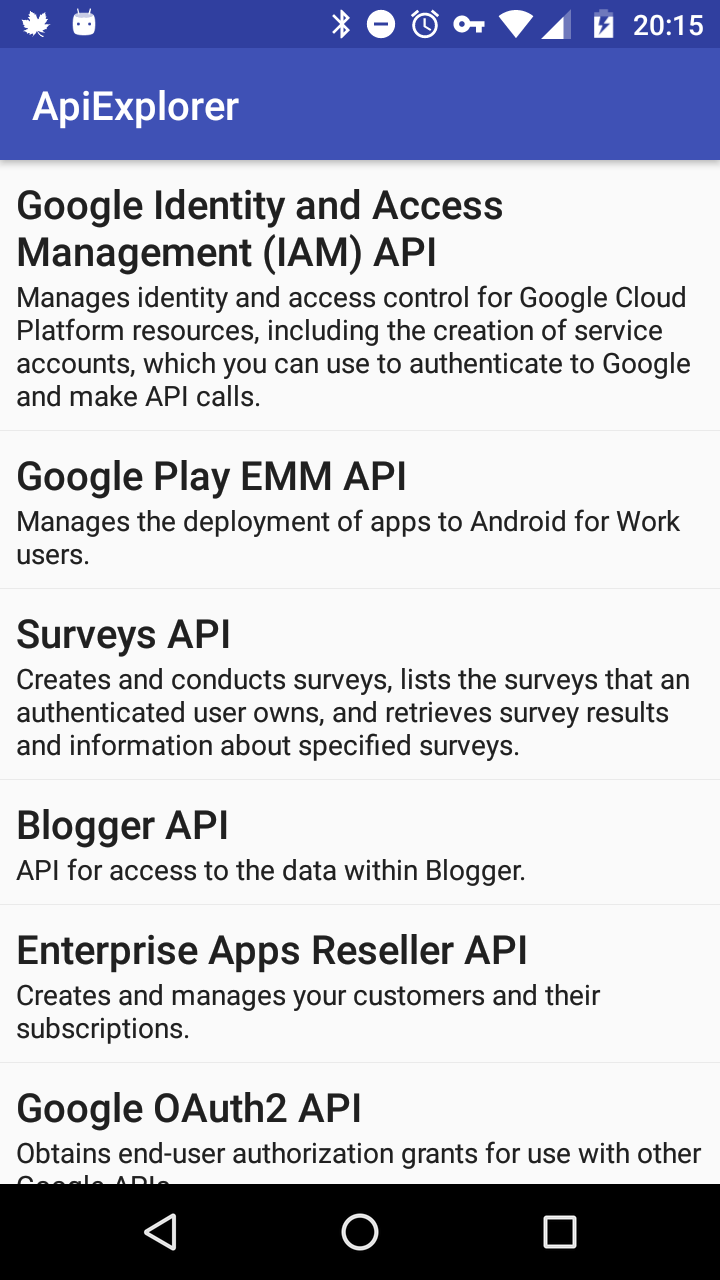 20:15
ApiExplorer
Google Identity and Access
Management (IAM) API
Manages identity and access control for Google Cloud
Platform resources, including the creation of service
accounts, which you can use to authenticate to Google
and make API calls.
Google Play EMM API
Manages the deployment of apps to Android for Work
users.
Surveys API
Creates and conducts surveys, lists the surveys that an
authenticated user owns, and retrieves survey results
and information about specified surveys.
Blogger API
API for access to the data within Blogger.
Enterprise Apps Reseller API
Creates and manages your customers and their
subscriptions.
Google OAuth2 API
Obtains end-user authorization grants for use with other
Google APIs.